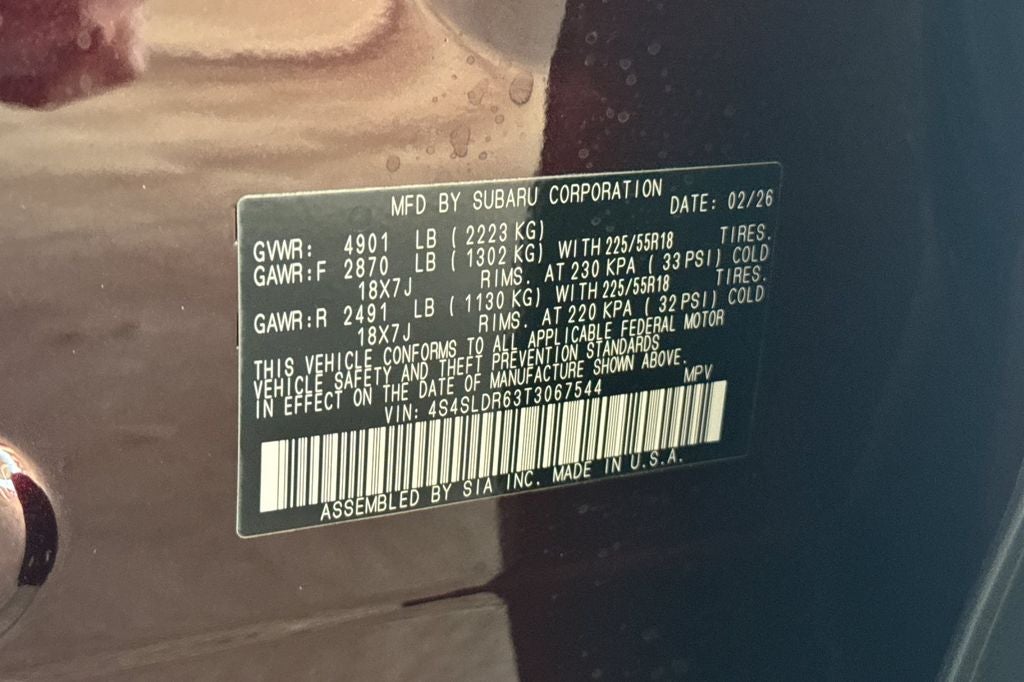 MFD BY SUBARU CORPORATION
DATE: 02/26
GVWR: 4901 LB (2223 KG)
GAWR:F 2870 LB (1302 KG) WITH 225/55R18 TIRES.
18X7J RIMS. AT 230 KPA (33 PSI) COLD
GAWR:R 2491 LB (1130 KG) WITH 225/55R18 TIRES.
18X7J RIMS. AT 220 KPA (32 PSI) COLD
THIS VEHICLE CONFORMS TO ALL APPLICABLE FEDERAL MOTOR
VEHICLE SAFETY AND THEFT PREVENTION STANDARDS
IN EFFECT ON THE DATE OF MANUFACTURE SHOWN ABOVE.
VIN: 4S4SLDR63T3067544 MPV
ASSEMBLED BY SIA INC. MADE IN U.S.A.